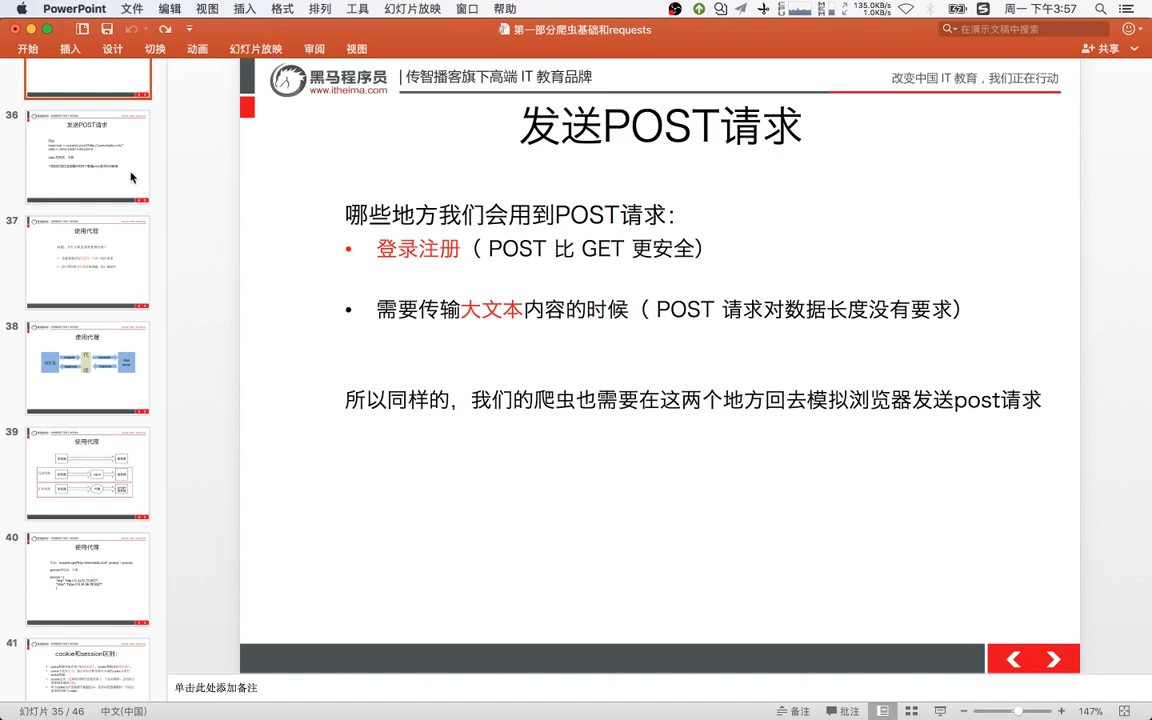 PowerPoint 文件 编辑 视图 插入 格式 排列 工具 幻灯片放映 窗口 帮助 135.0KB/s 1.0KB/s 周一 下午3:57
第一部分爬虫基础和requests
在演示文稿中搜索
开始 插入 设计 切换 动画 幻灯片放映 审阅 视图 共享
黑马程序员
www.itheima.com
传智播客旗下高端 IT 教育品牌
改变中国 IT 教育，我们正在行动
发送POST请求
哪些地方我们会用到POST请求：
• 登录注册（ POST 比 GET 更安全）
• 需要传输大文本内容的时候（ POST 请求对数据长度没有要求）
所以同样的，我们的爬虫也需要在这两个地方回去模拟浏览器发送post请求
36
发送POST请求
37
使用代理
38
使用代理
39
使用代理
40
使用代理
41
cookie和session区别：
单击此处添加备注
幻灯片 35 / 46 中文(中国) 备注 批注 147%